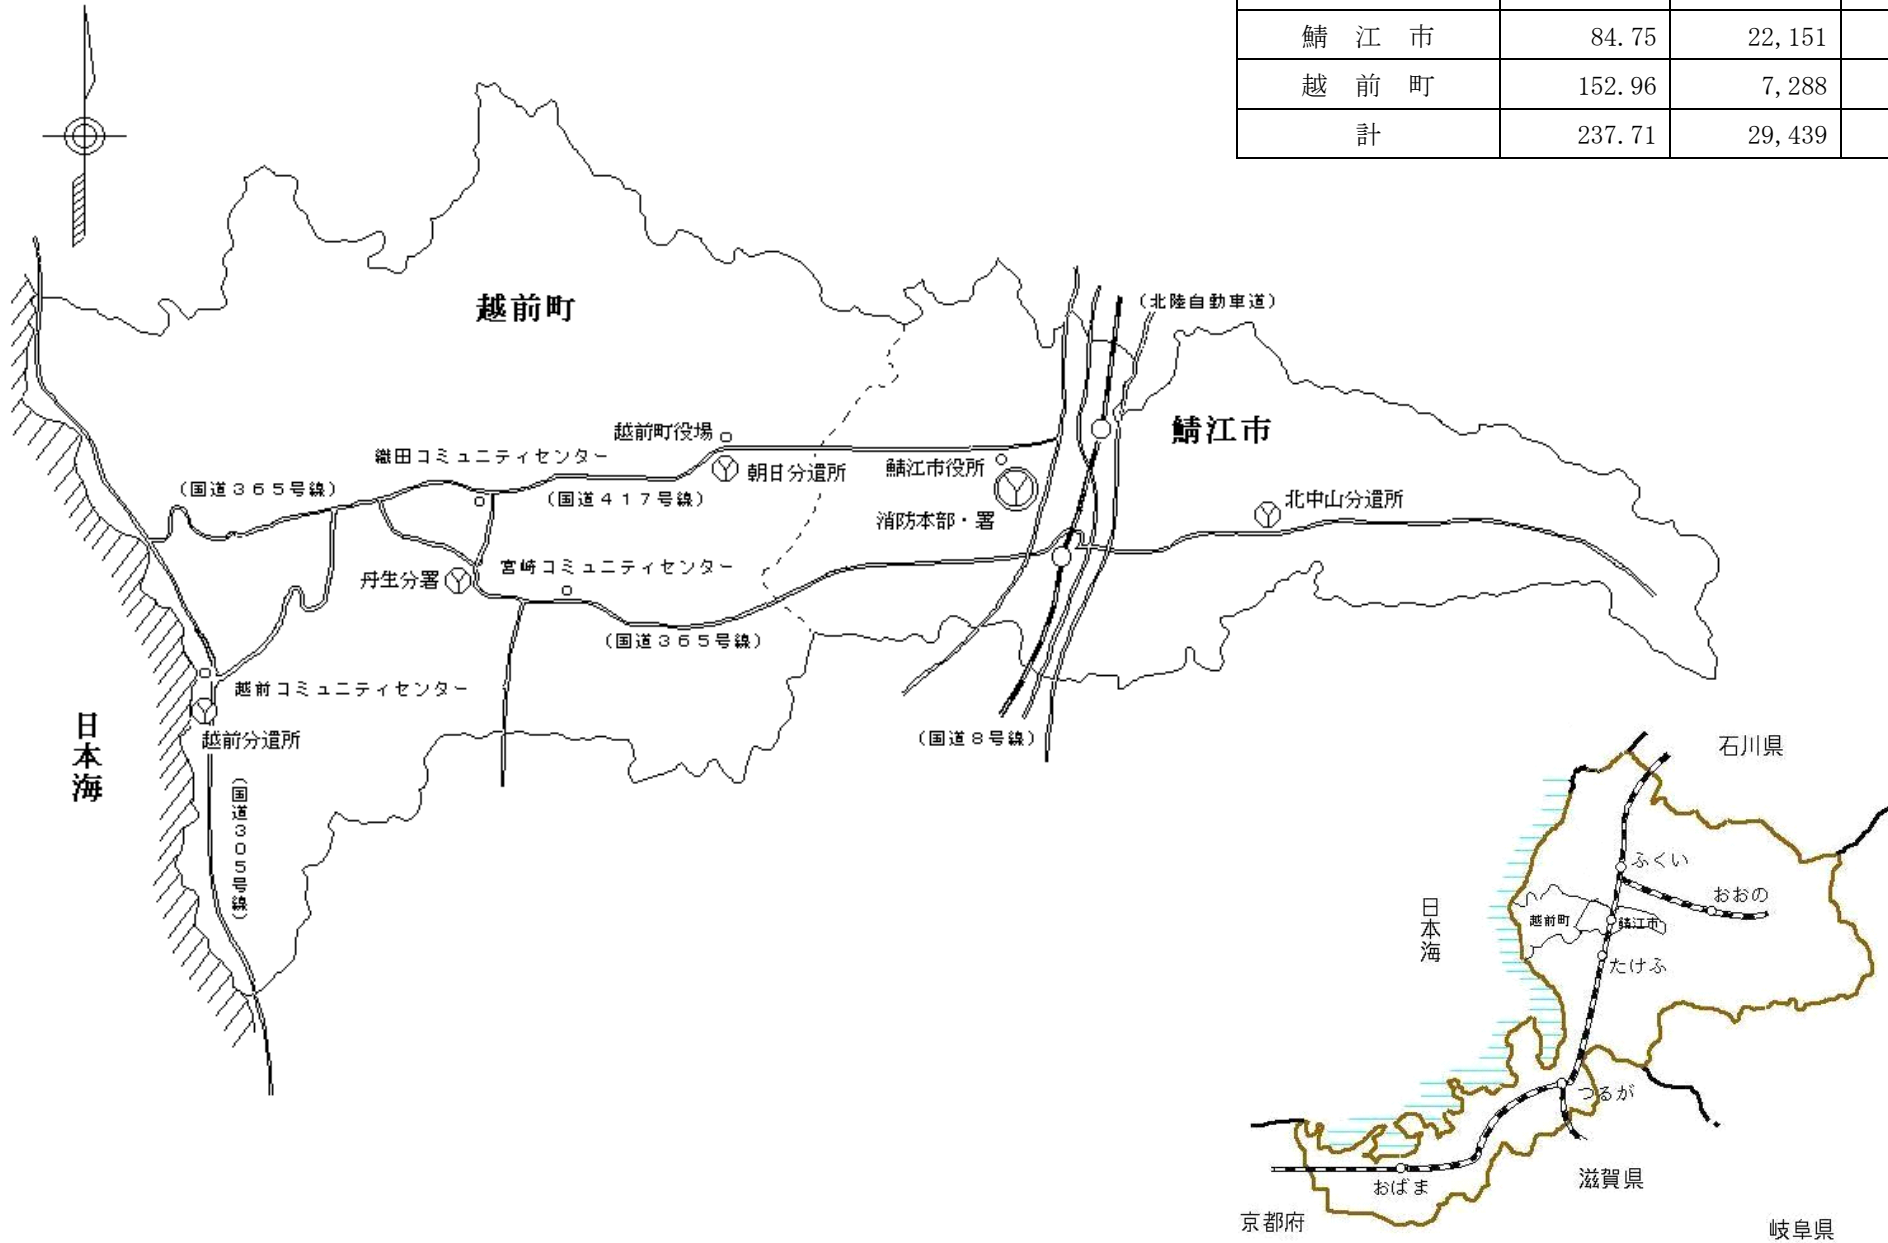 鯖江市 84.75 22,151
越前町 152.96 7,288
計 237.71 29,439
越前町
(北陸自動車道)
鯖江市
越前町役場
織田コミュニティセンター
朝日分遣所
鯖江市役所
(国道365号線)
(国道417号線)
北中山分遣所
消防本部・署
宮崎コミュニティセンター
丹生分署
(国道365号線)
越前コミュニティセンター
日本海
越前分遣所
(国道8号線)
(国道305号線)
石川県
ふくい
おおの
日本海
越前町
鯖江市
たけふ
つるが
おばま
滋賀県
京都府
岐阜県